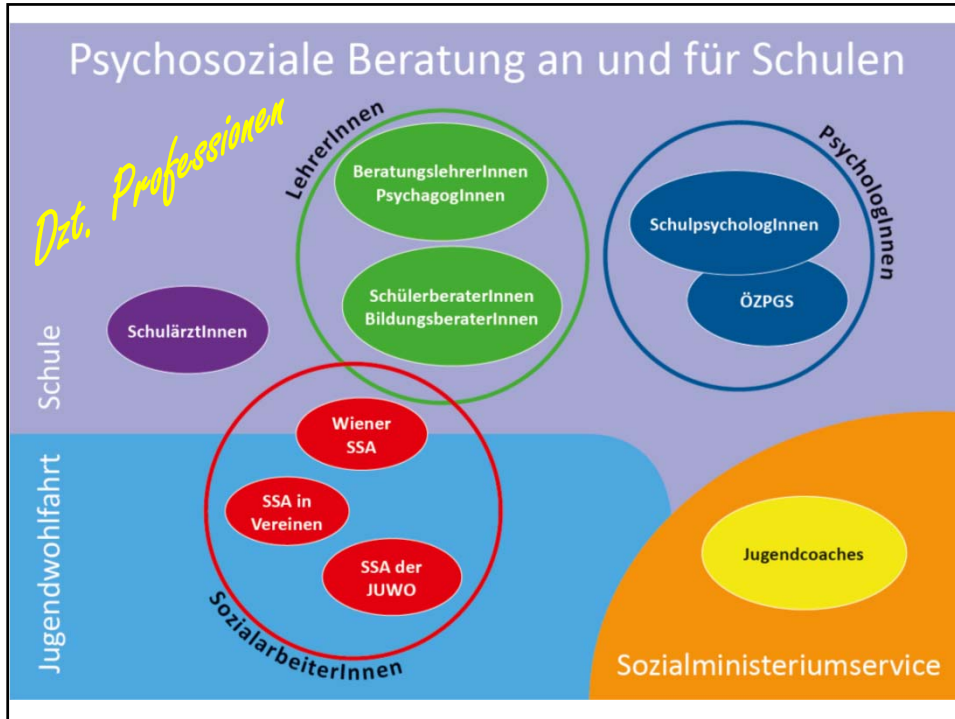 Psychosoziale Beratung an und für Schulen
Dzt. Professionen
LehrerInnen
BeratungslehrerInnen
PsychagogInnen
SchülerberaterInnen
BildungsberaterInnen
PsychologInnen
SchulpsychologInnen
ÖZPGS
SchulärztInnen
Schule
Wiener
SSA
SSA in
Vereinen
SSA der
JUWO
SozialarbeiterInnen
Jugendwohlfahrt
Jugendcoaches
Sozialministeriumservice